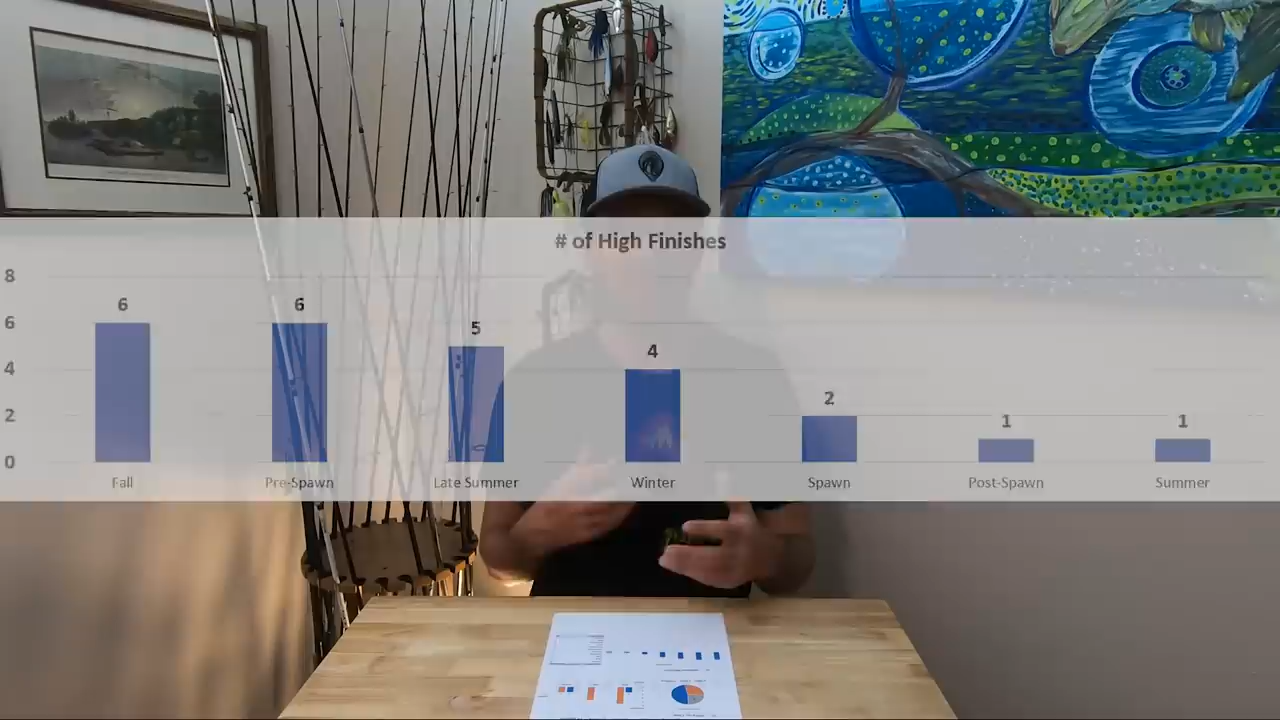 # of High Finishes
8
6
4
2
0
6
6
5
4
2
1
1
Fall
Pre-Spawn
Late Summer
Winter
Spawn
Post-Spawn
Summer